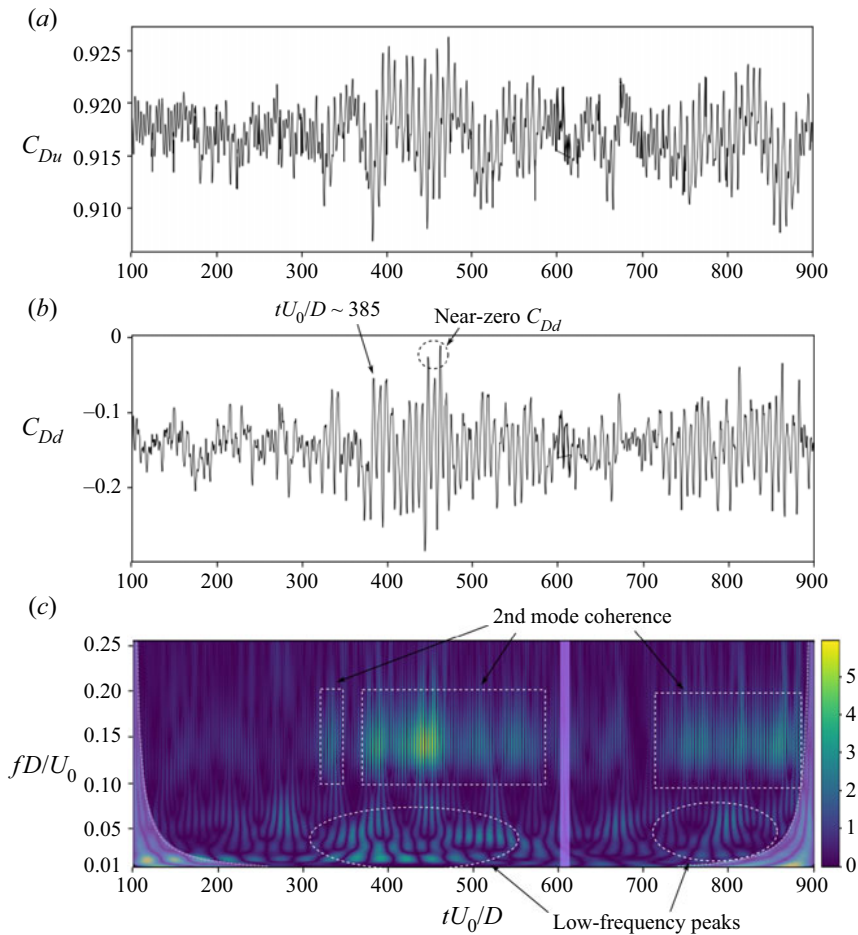 (a)
0.925
0.920
0.915
0.910
C_Du
100 200 300 400 500 600 700 800 900
(b)
tU_0/D ~ 385
Near-zero C_Dd
0
−0.1
−0.2
C_Dd
100 200 300 400 500 600 700 800 900
(c)
2nd mode coherence
0.25
0.20
0.15
0.10
0.05
0.01
fD/U_0
5
4
3
2
1
0
100 200 300 400 500 600 700 800 900
tU_0/D
Low-frequency peaks